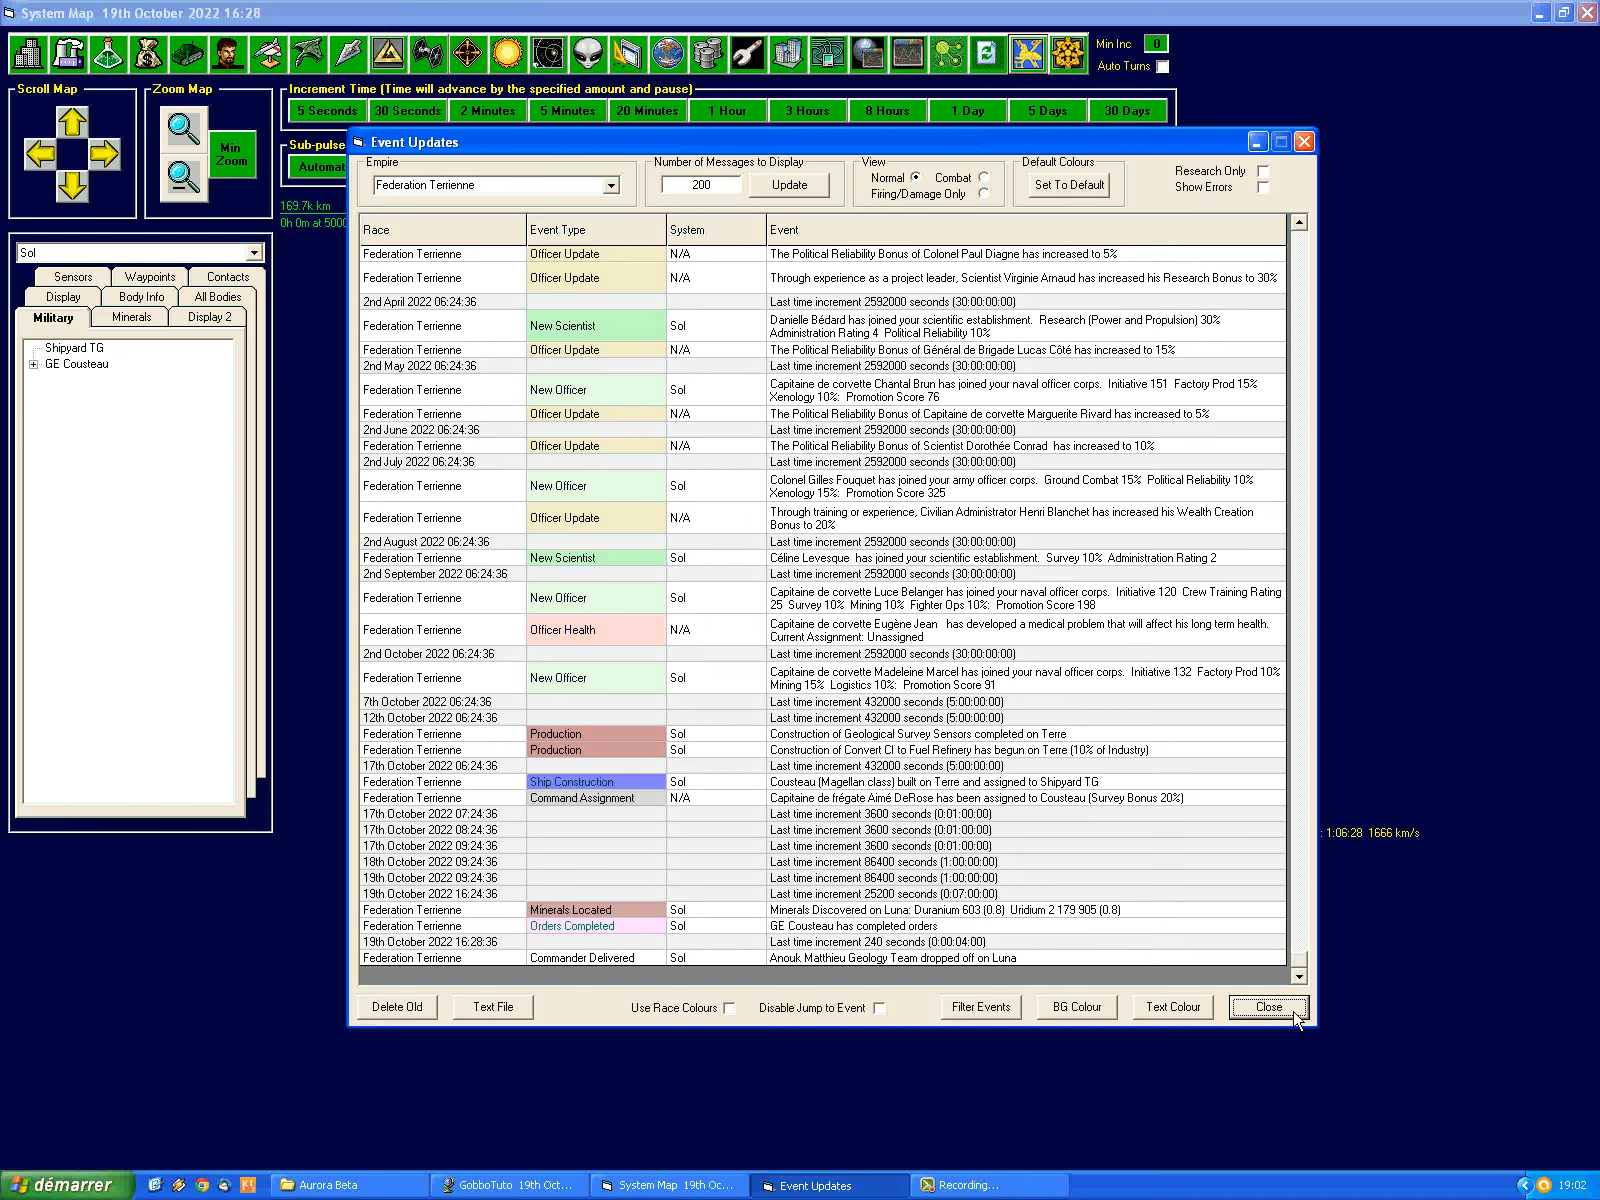 System Map  19th October 2022 16:28
Min Inc 0
Auto Turns
Scroll Map
Zoom Map
Min Zoom
Increment Time (Time will advance by the specified amount and pause)
5 Seconds 30 Seconds 2 Minutes 5 Minutes 20 Minutes 1 Hour 3 Hours 8 Hours 1 Day 5 Days 30 Days
Sub-pulse
Automat
169.7k km
0h 0m at 5000
Sol
Sensors Waypoints Contacts
Display Body Info All Bodies
Military Minerals Display 2
Shipyard TG
GE Cousteau
Event Updates
Empire
Federation Terrienne
Number of Messages to Display
200 Update
View
Normal Combat
Firing/Damage Only
Default Colours
Set To Default
Research Only
Show Errors
Race Event Type System Event
Federation Terrienne Officer Update N/A The Political Reliability Bonus of Colonel Paul Diagne has increased to 5%
Federation Terrienne Officer Update N/A Through experience as a project leader, Scientist Virginie Arnaud has increased his Research Bonus to 30%
2nd April 2022 06:24:36 Last time increment 2592000 seconds (30:00:00:00)
Federation Terrienne New Scientist Sol Danielle Bédard has joined your scientific establishment.  Research (Power and Propulsion) 30%
Administration Rating 4  Political Reliability 10%
Federation Terrienne Officer Update N/A The Political Reliability Bonus of Général de Brigade Lucas Côté has increased to 15%
2nd May 2022 06:24:36 Last time increment 2592000 seconds (30:00:00:00)
Federation Terrienne New Officer Sol Capitaine de corvette Chantal Brun has joined your naval officer corps.  Initiative 151  Factory Prod 15%
Xenology 10%:  Promotion Score 76
Federation Terrienne Officer Update N/A The Political Reliability Bonus of Capitaine de corvette Marguerite Rivard has increased to 5%
2nd June 2022 06:24:36 Last time increment 2592000 seconds (30:00:00:00)
Federation Terrienne Officer Update N/A The Political Reliability Bonus of Scientist Dorothée Conrad  has increased to 10%
2nd July 2022 06:24:36 Last time increment 2592000 seconds (30:00:00:00)
Federation Terrienne New Officer Sol Colonel Gilles Fouquet has joined your army officer corps.  Ground Combat 15%  Political Reliability 10%
Xenology 15%:  Promotion Score 325
Federation Terrienne Officer Update N/A Through training or experience, Civilian Administrator Henri Blanchet has increased his Wealth Creation
Bonus to 20%
2nd August 2022 06:24:36 Last time increment 2592000 seconds (30:00:00:00)
Federation Terrienne New Scientist Sol Céline Levesque  has joined your scientific establishment.  Survey 10%  Administration Rating 2
2nd September 2022 06:24:36 Last time increment 2592000 seconds (30:00:00:00)
Federation Terrienne New Officer Sol Capitaine de corvette Luce Belanger has joined your naval officer corps.  Initiative 120  Crew Training Rating
25  Survey 10%  Mining 10%  Fighter Ops 10%:  Promotion Score 198
Federation Terrienne Officer Health N/A Capitaine de corvette Eugène Jean  has developed a medical problem that will affect his long term health.
Current Assignment: Unassigned
2nd October 2022 06:24:36 Last time increment 2592000 seconds (30:00:00:00)
Federation Terrienne New Officer Sol Capitaine de corvette Madeleine Marcel has joined your naval officer corps.  Initiative 132  Factory Prod 10%
Mining 15%  Logistics 10%:  Promotion Score 91
7th October 2022 06:24:36 Last time increment 432000 seconds (5:00:00:00)
12th October 2022 06:24:36 Last time increment 432000 seconds (5:00:00:00)
Federation Terrienne Production Sol Construction of Geological Survey Sensors completed on Terre
Federation Terrienne Production Sol Construction of Convert CI to Fuel Refinery has begun on Terre (10% of Industry)
17th October 2022 06:24:36 Last time increment 432000 seconds (5:00:00:00)
Federation Terrienne Ship Construction Sol Cousteau (Magellan class) built on Terre and assigned to Shipyard TG
Federation Terrienne Command Assignment N/A Capitaine de frégate Aimé DeRose has been assigned to Cousteau (Survey Bonus 20%)
17th October 2022 07:24:36 Last time increment 3600 seconds (0:01:00:00)
17th October 2022 08:24:36 Last time increment 3600 seconds (0:01:00:00)
17th October 2022 09:24:36 Last time increment 3600 seconds (0:01:00:00)
18th October 2022 09:24:36 Last time increment 86400 seconds (1:00:00:00)
19th October 2022 09:24:36 Last time increment 86400 seconds (1:00:00:00)
19th October 2022 16:24:36 Last time increment 25200 seconds (0:07:00:00)
Federation Terrienne Minerals Located Sol Minerals Discovered on Luna: Duranium 603 (0.8)  Uridium 2 179 905 (0.8)
Federation Terrienne Orders Completed Sol GE Cousteau has completed orders
19th October 2022 16:28:36 Last time increment 240 seconds (0:00:04:00)
Federation Terrienne Commander Delivered Sol Anouk Matthieu Geology Team dropped off on Luna
: 1:06:28  1666 km/s
Delete Old Text File Use Race Colours Disable Jump to Event Filter Events BG Colour Text Colour Close
démarrer Aurora Beta GobboTuto  19th Oct... System Map  19th Oc... Event Updates Recording... 19:02